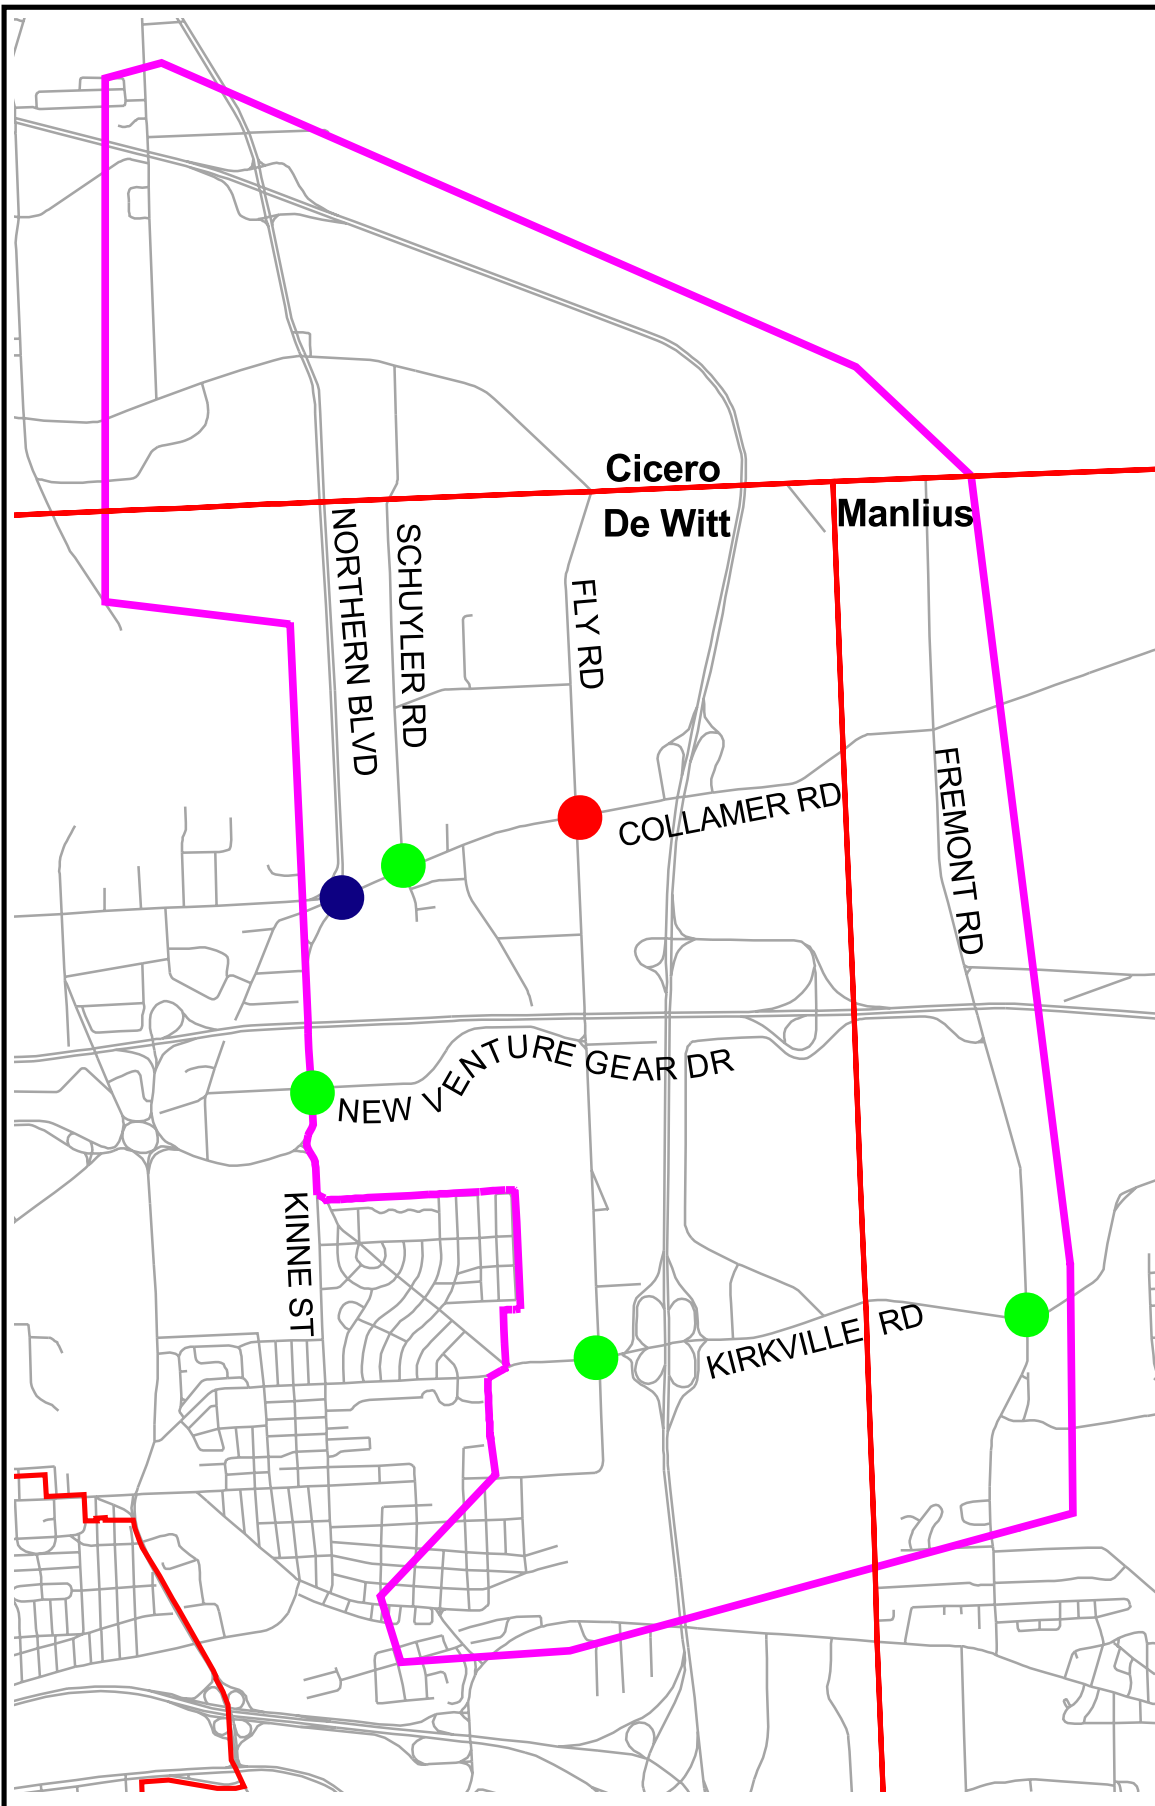 Cicero
De Witt
Manlius
NORTHERN BLVD
SCHUYLER RD
FLY RD
COLLAMER RD
FREMONT RD
NEW VENTURE GEAR DR
KINNE ST
KIRKVILLE RD